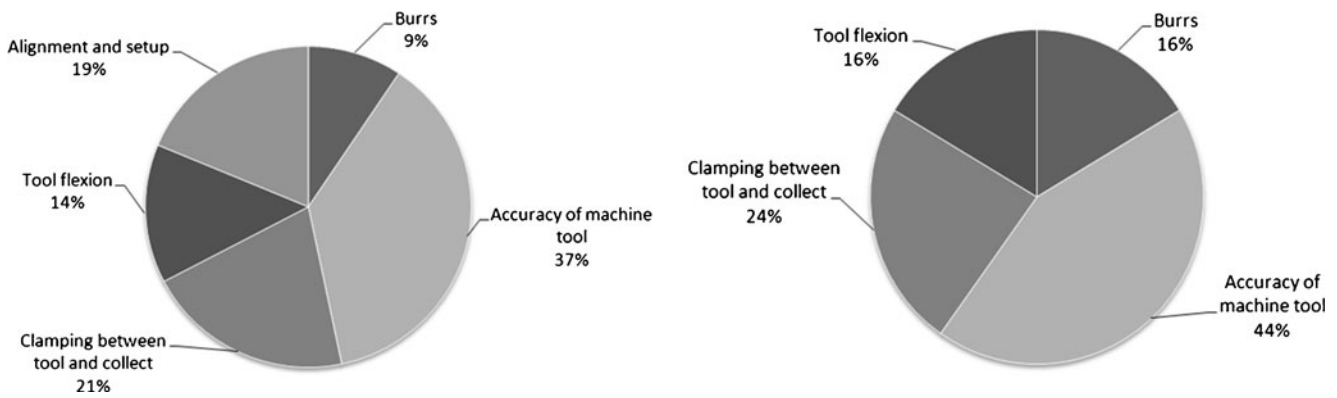 Burrs
9%
Alignment and setup
19%
Tool flexion
14%
Accuracy of machine
tool
37%
Clamping between
tool and collect
21%
Burrs
16%
Tool flexion
16%
Clamping between
tool and collect
24%
Accuracy of
machine tool
44%